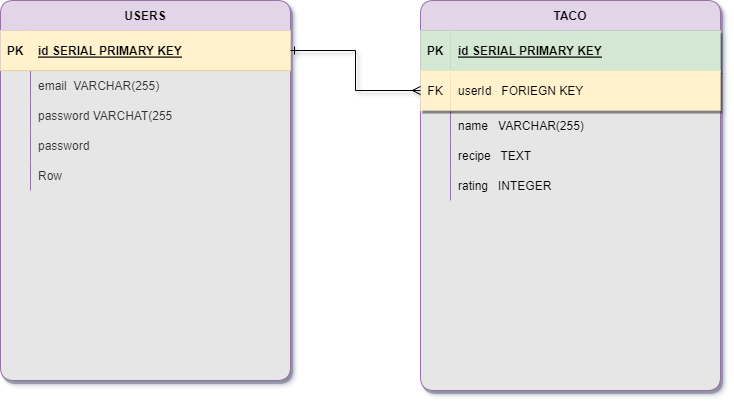 USERS
PK id SERIAL PRIMARY KEY
email VARCHAR(255)
password VARCHAT(255
password
Row
TACO
PK id SERIAL PRIMARY KEY
FK userId FORIEGN KEY
name VARCHAR(255)
recipe TEXT
rating INTEGER